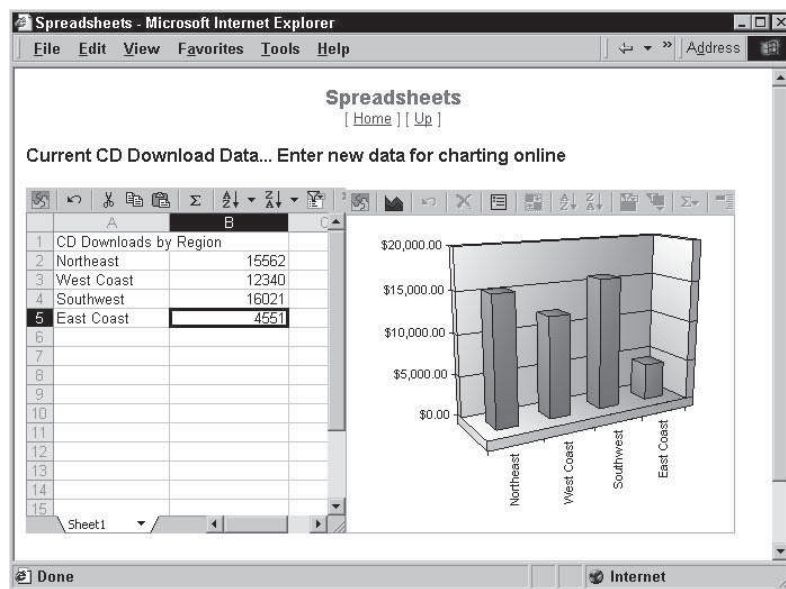 Spreadsheets - Microsoft Internet Explorer
File Edit View Favorites Tools Help
Address
Spreadsheets
[ Home ] [ Up ]
Current CD Download Data... Enter new data for charting online
A B C
1 CD Downloads by Region
2 Northeast 15562
3 West Coast 12340
4 Southwest 16021
5 East Coast 4551
6
7
8
9
10
11
12
13
14
15
Sheet1
$20,000.00
$15,000.00
$10,000.00
$5,000.00
$0.00
Northeast
West Coast
Southwest
East Coast
Done
Internet